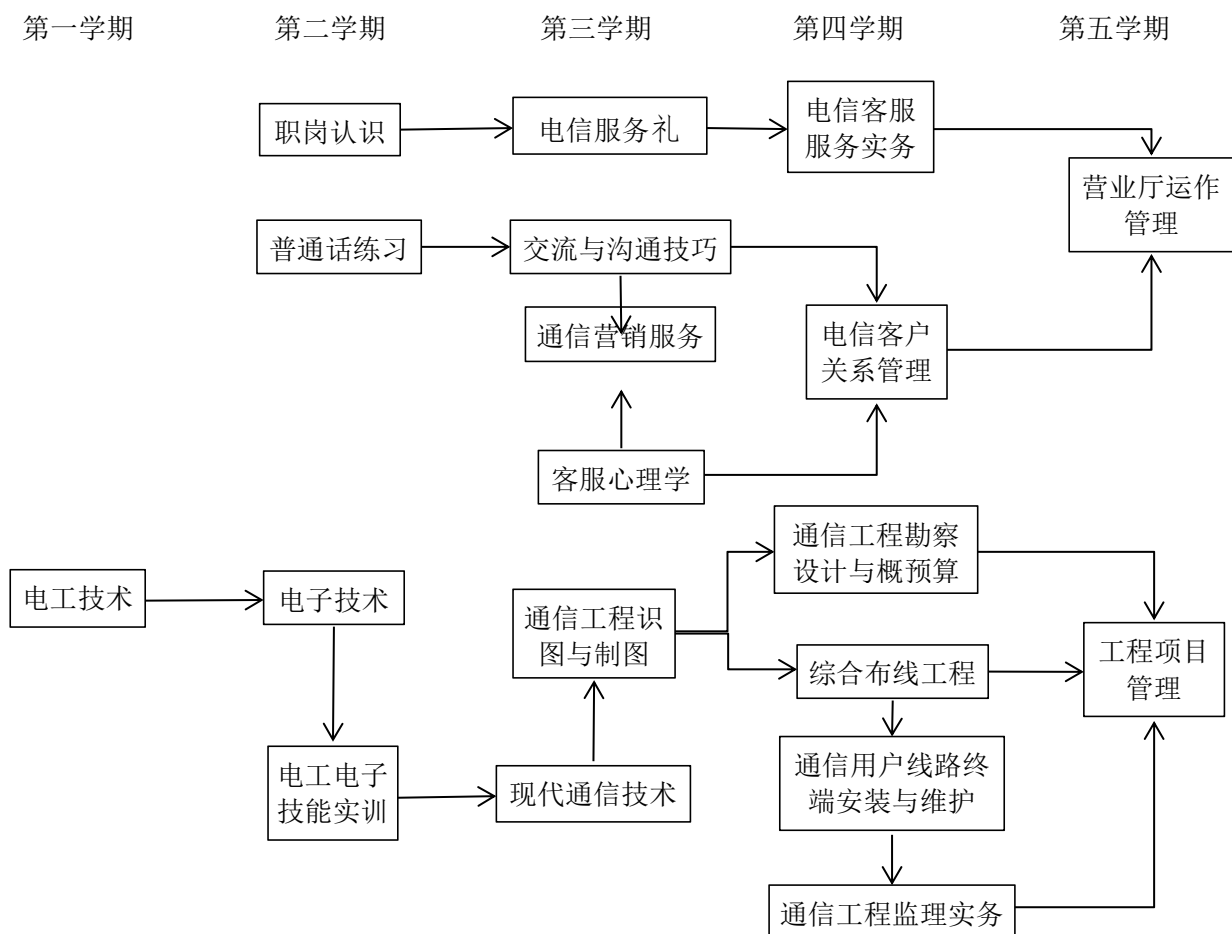 第一学期
第二学期
第三学期
第四学期
第五学期
职岗认识
电信服务礼
电信客服
服务实务
营业厅运作
管理
普通话练习
交流与沟通技巧
通信营销服务
电信客户
关系管理
客服心理学
通信工程勘察
设计与概预算
电工技术
电子技术
通信工程识
图与制图
综合布线工程
工程项目
管理
电工电子
技能实训
现代通信技术
通信用户线路终
端安装与维护
通信工程监理实务